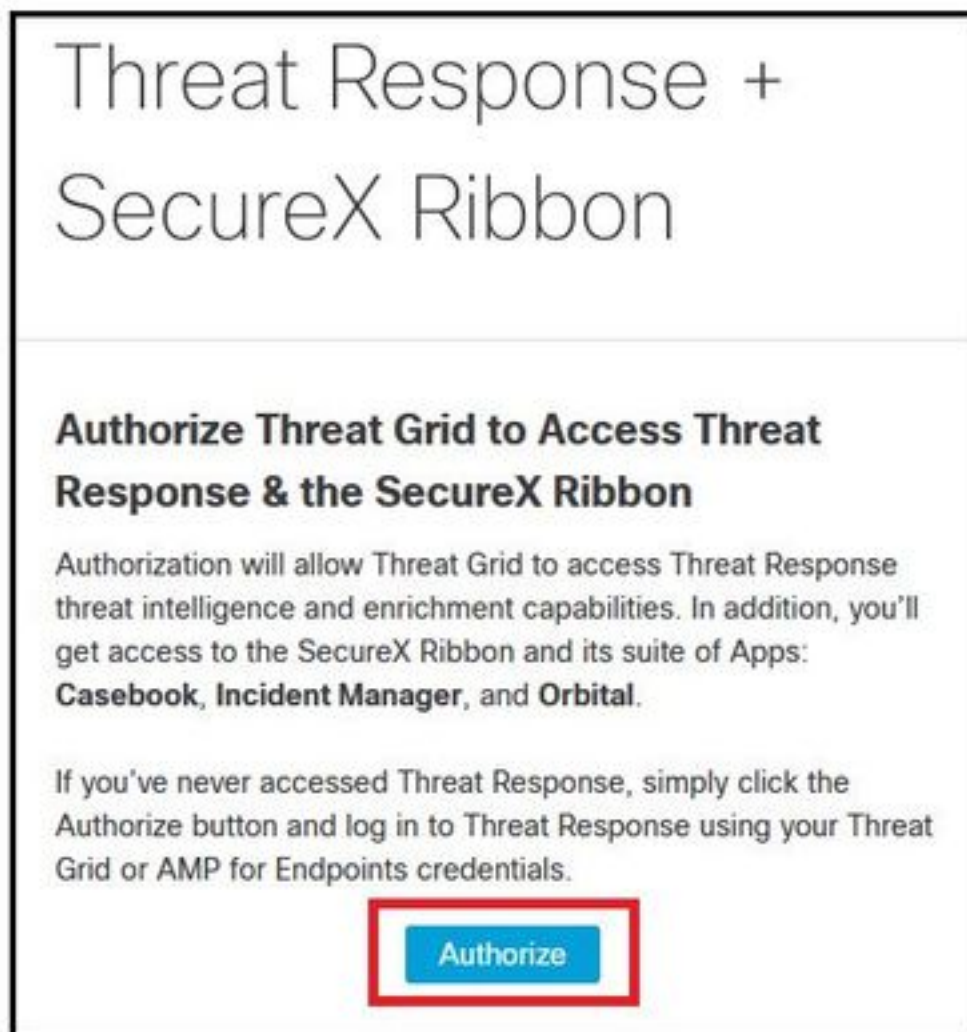 Threat Response +
SecureX Ribbon
Authorize Threat Grid to Access Threat
Response & the SecureX Ribbon
Authorization will allow Threat Grid to access Threat Response
threat intelligence and enrichment capabilities. In addition, you'll
get access to the SecureX Ribbon and its suite of Apps:
Casebook, Incident Manager, and Orbital.
If you've never accessed Threat Response, simply click the
Authorize button and log in to Threat Response using your Threat
Grid or AMP for Endpoints credentials.
Authorize